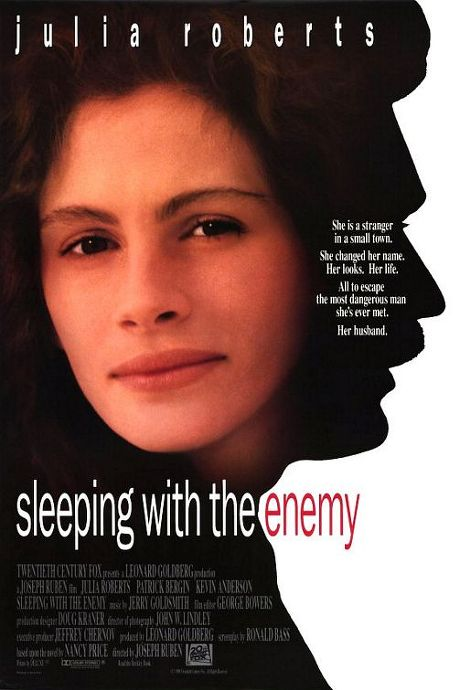 julia roberts
She is a stranger
in a small town.
She changed her name.
Her looks. Her life.
All to escape
the most dangerous man
she's ever met.
Her husband.
sleeping with the enemy
TWENTIETH CENTURY FOX presents a LEONARD GOLDBERG production
a JOSEPH RUBEN film JULIA ROBERTS PATRICK BERGIN KEVIN ANDERSON
SLEEPING WITH THE ENEMY music by JERRY GOLDSMITH film editor GEORGE BOWERS
production designer DOUG KRANER director of photography JOHN W. LINDLEY
executive producer JEFFREY CHERNOV produced by LEONARD GOLDBERG screenplay by RONALD BASS
based upon the novel by NANCY PRICE directed by JOSEPH RUBEN
DOLBY STEREO
FOX